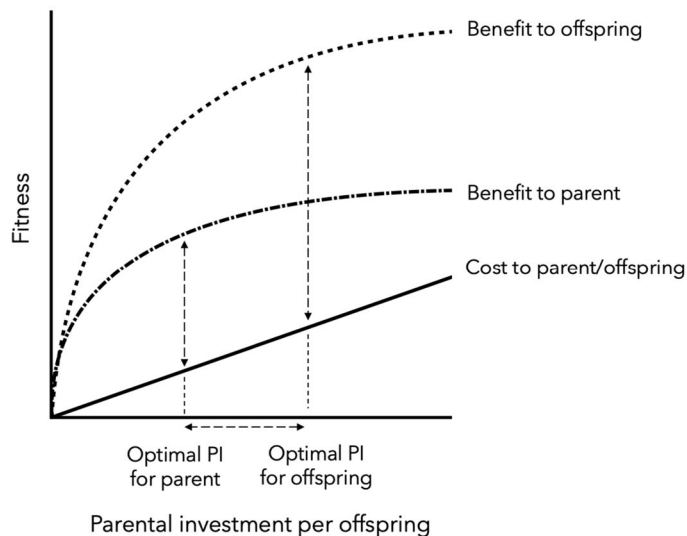 Benefit to offspring
Benefit to parent
Cost to parent/offspring
Fitness
Optimal PI
for parent
Optimal PI
for offspring
Parental investment per offspring